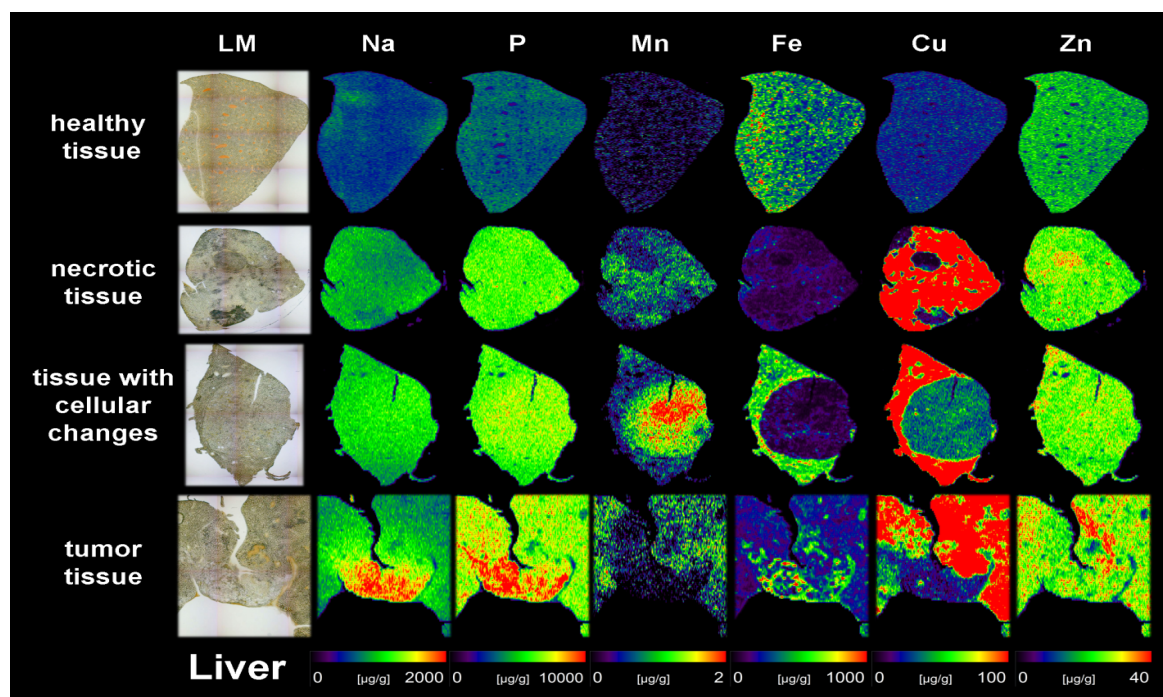 LM Na P Mn Fe Cu Zn
healthy
tissue
necrotic
tissue
tissue with
cellular
changes
tumor
tissue
Liver
0 [µg/g] 2000 0 [µg/g] 10000 0 [µg/g] 2 0 [µg/g] 1000 0 [µg/g] 100 0 [µg/g] 40